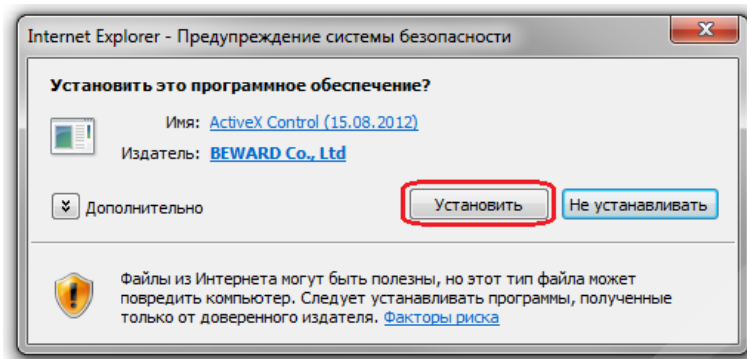 Internet Explorer - Предупреждение системы безопасности
Установить это программное обеспечение?
Имя: ActiveX Control (15.08.2012)
Издатель: BEWARD Co., Ltd
Дополнительно
Установить
Не устанавливать
Файлы из Интернета могут быть полезны, но этот тип файла может
повредить компьютер. Следует устанавливать программы, полученные
только от доверенного издателя. Факторы риска